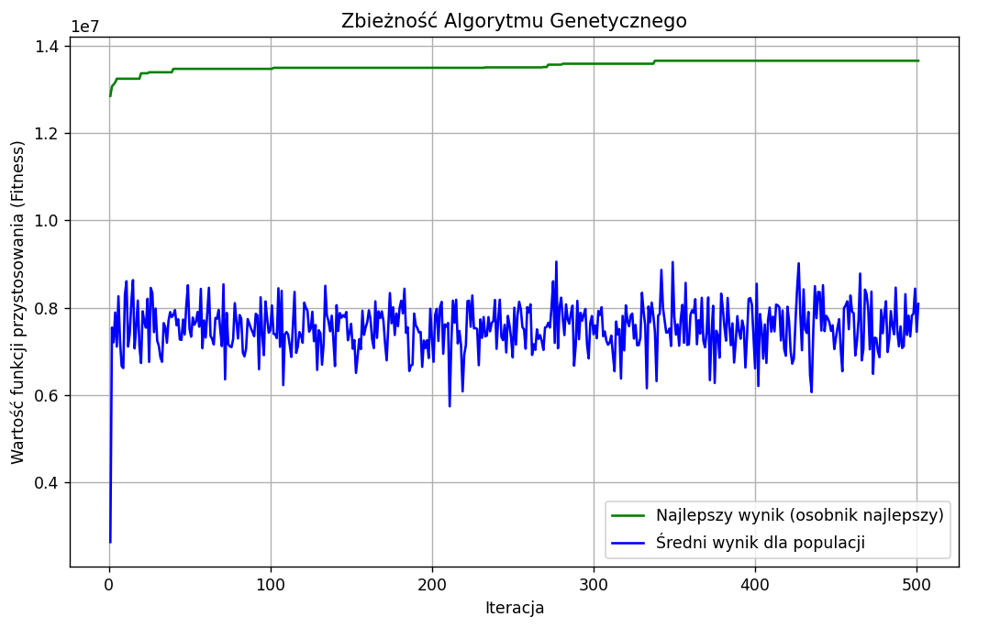 Zbieżność Algorytmu Genetycznego
1e7
1.4
1.2
1.0
0.8
0.6
0.4
Wartość funkcji przystosowania (Fitness)
Najlepszy wynik (osobnik najlepszy)
Średni wynik dla populacji
0 100 200 300 400 500
Iteracja